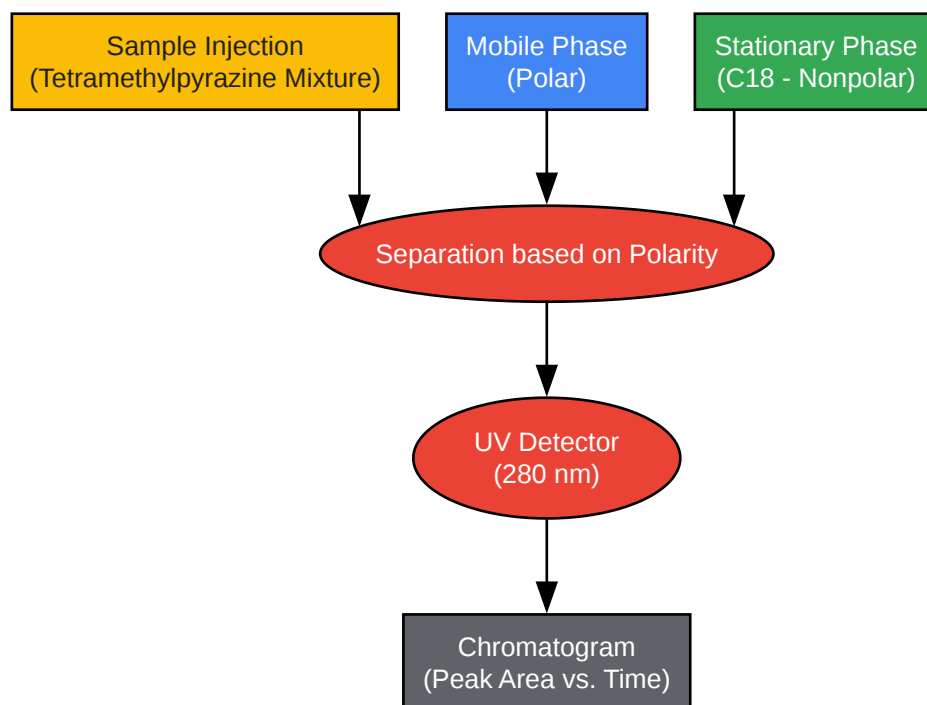 Sample Injection
(Tetramethylpyrazine Mixture)
Mobile Phase
(Polar)
Stationary Phase
(C18 - Nonpolar)
Separation based on Polarity
UV Detector
(280 nm)
Chromatogram
(Peak Area vs. Time)